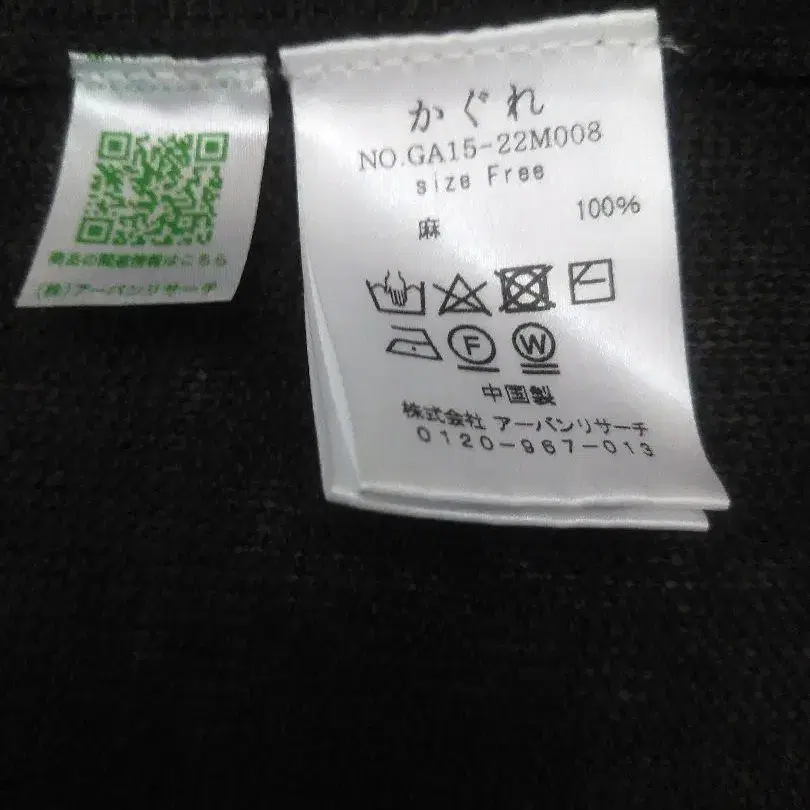 商品の関連情報はこちら
(株)アーバンリサーチ
かぐれ
NO.GA15-22M008
size Free
麻 100%
F W
中国製
株式会社 アーバンリサーチ
0120-967-013